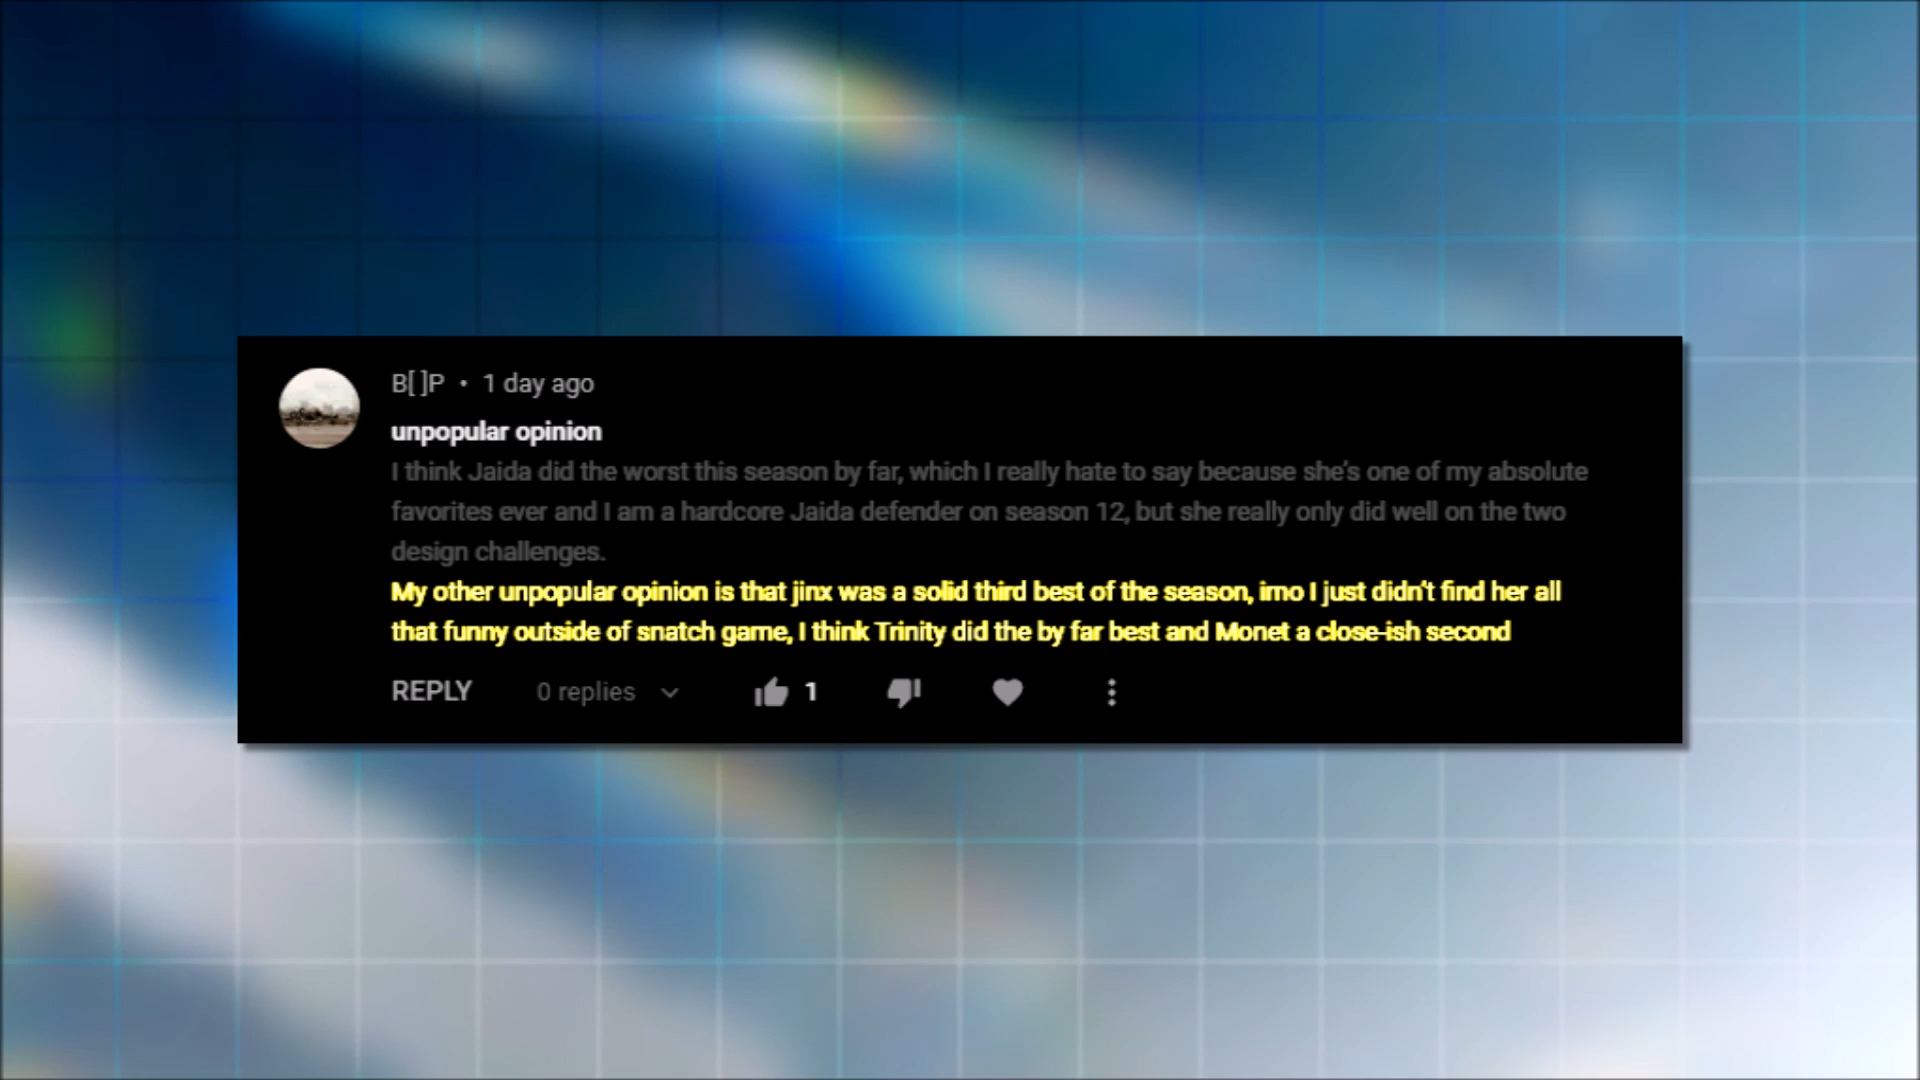 B[ ]P • 1 day ago
unpopular opinion
I think Jaida did the worst this season by far, which I really hate to say because she's one of my absolute
favorites ever and I am a hardcore Jaida defender on season 12, but she really only did well on the two
design challenges.
My other unpopular opinion is that jinx was a solid third best of the season, imo I just didn't find her all
that funny outside of snatch game, I think Trinity did the by far best and Monet a close-ish second
REPLY 0 replies 1